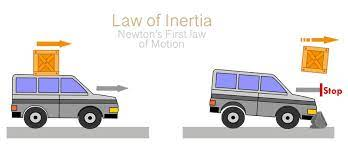 Law of Inertia
Newton's First law
of Motion
Stop